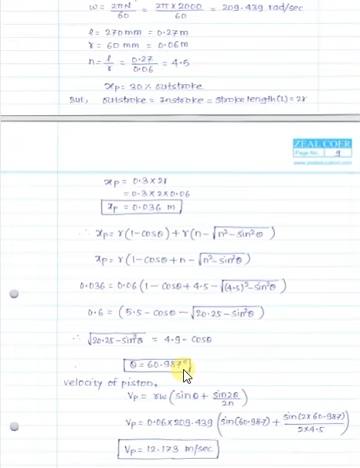 ω = 2πN/60 = 2π×2000/60 = 209.439 rad/sec
l = 270 mm = 0.27m
r = 60 mm = 0.06m
n = l/r = 0.27/0.06 = 4.5
xp = 30% outstroke
But, outstroke = Instroke = stroke length (L) = 2r
ZEAL COER
Page No. 9
xp = 0.3 × 2r
= 0.3×2×0.06
xp = 0.036 m
∴ xp = r(1-cosθ) + r(n-√(n²-sin²θ))
xp = r(1-cosθ + n - √(n²-sin²θ))
0.036 = 0.06 (1-cosθ + 4.5 - √((4.5)²-sin²θ))
0.6 = (5.5 - cosθ - √(20.25-sin²θ))
∴ √(20.25-sin²θ) = 4.9 - cosθ
∴ θ = 60.987°
velocity of piston,
Vp = rω (sinθ + sin2θ/2n)
Vp = 0.06×209.439 (sin(60.987) + sin(2×60.987)/2×4.5)
Vp = 12.173 m/sec